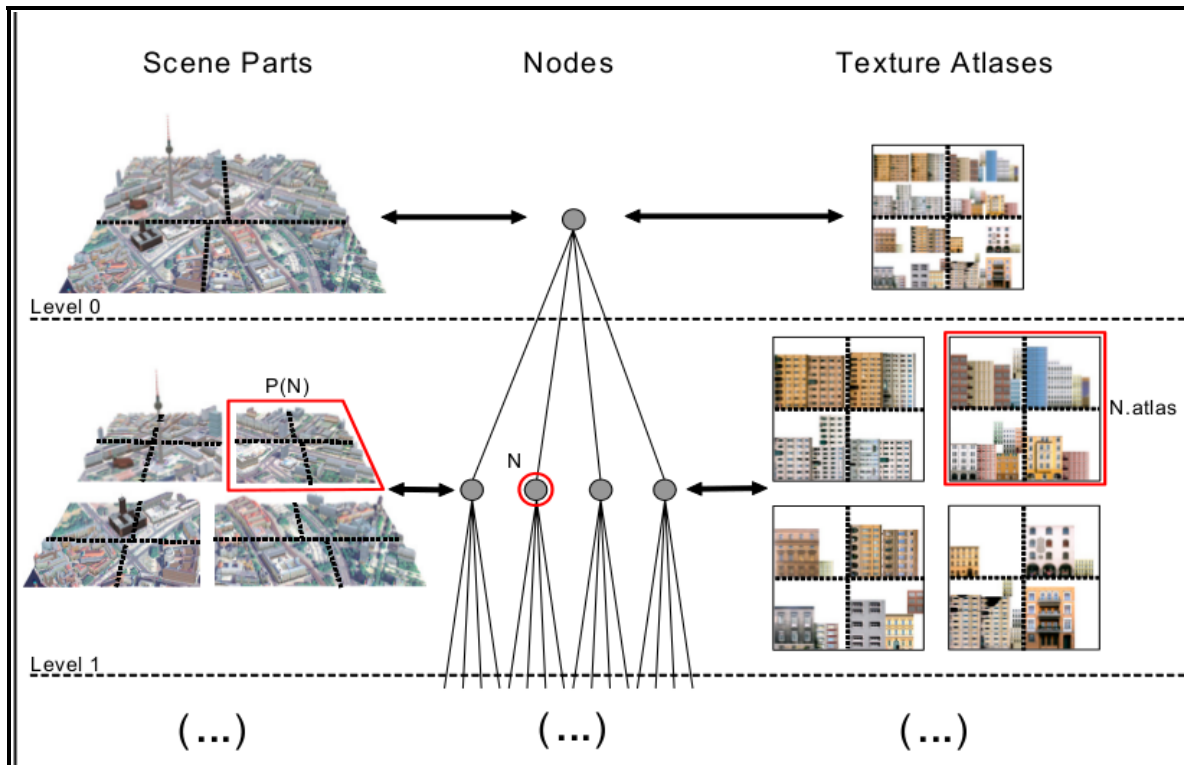 Scene Parts
Nodes
Texture Atlases
Level 0
P(N)
N
N.atlas
Level 1
(...)
(...)
(...)